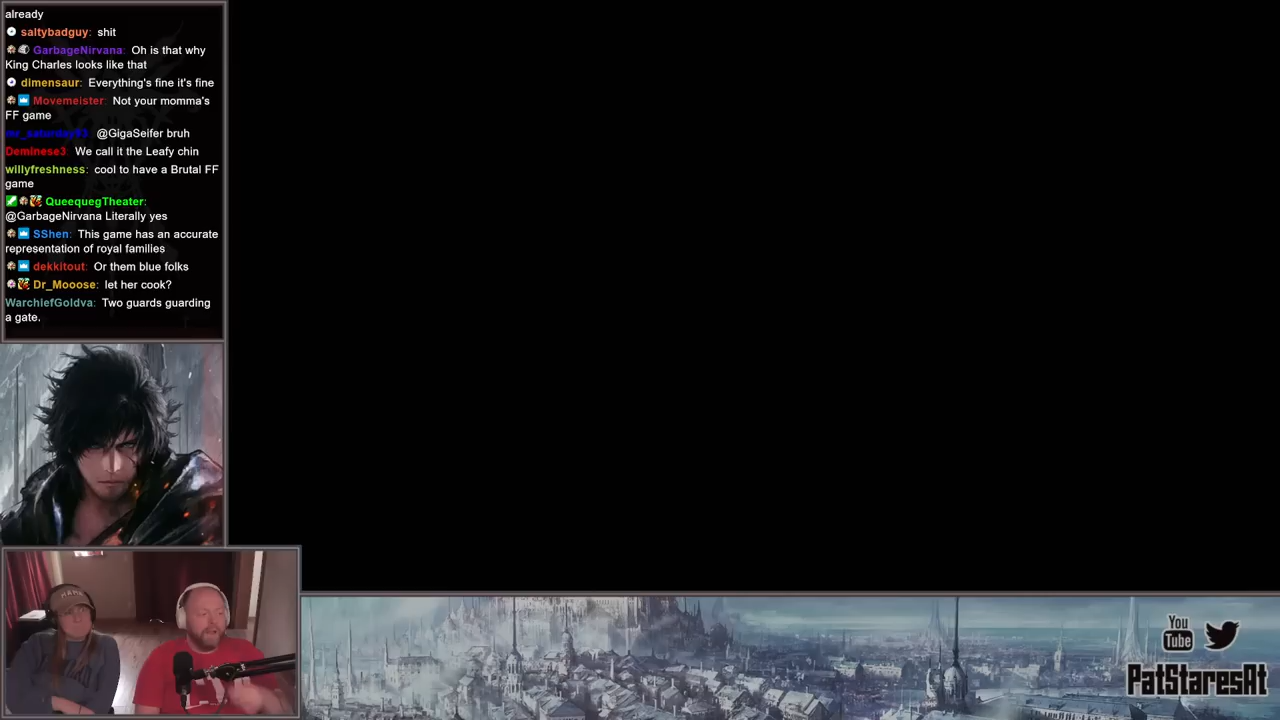 already
saltybadguy: shit
GarbageNirvana: Oh is that why
King Charles looks like that
dimensaur: Everything's fine it's fine
Movemeister: Not your momma's
FF game
mr_saturday93: @GigaSeifer bruh
Deminese3: We call it the Leafy chin
willyfreshness: cool to have a Brutal FF
game
QueequegTheater:
@GarbageNirvana Literally yes
SShen: This game has an accurate
representation of royal families
dekkitout: Or them blue folks
Dr_Mooose: let her cook?
WarchiefGoldva: Two guards guarding
a gate.
You
Tube
PatStaresAt